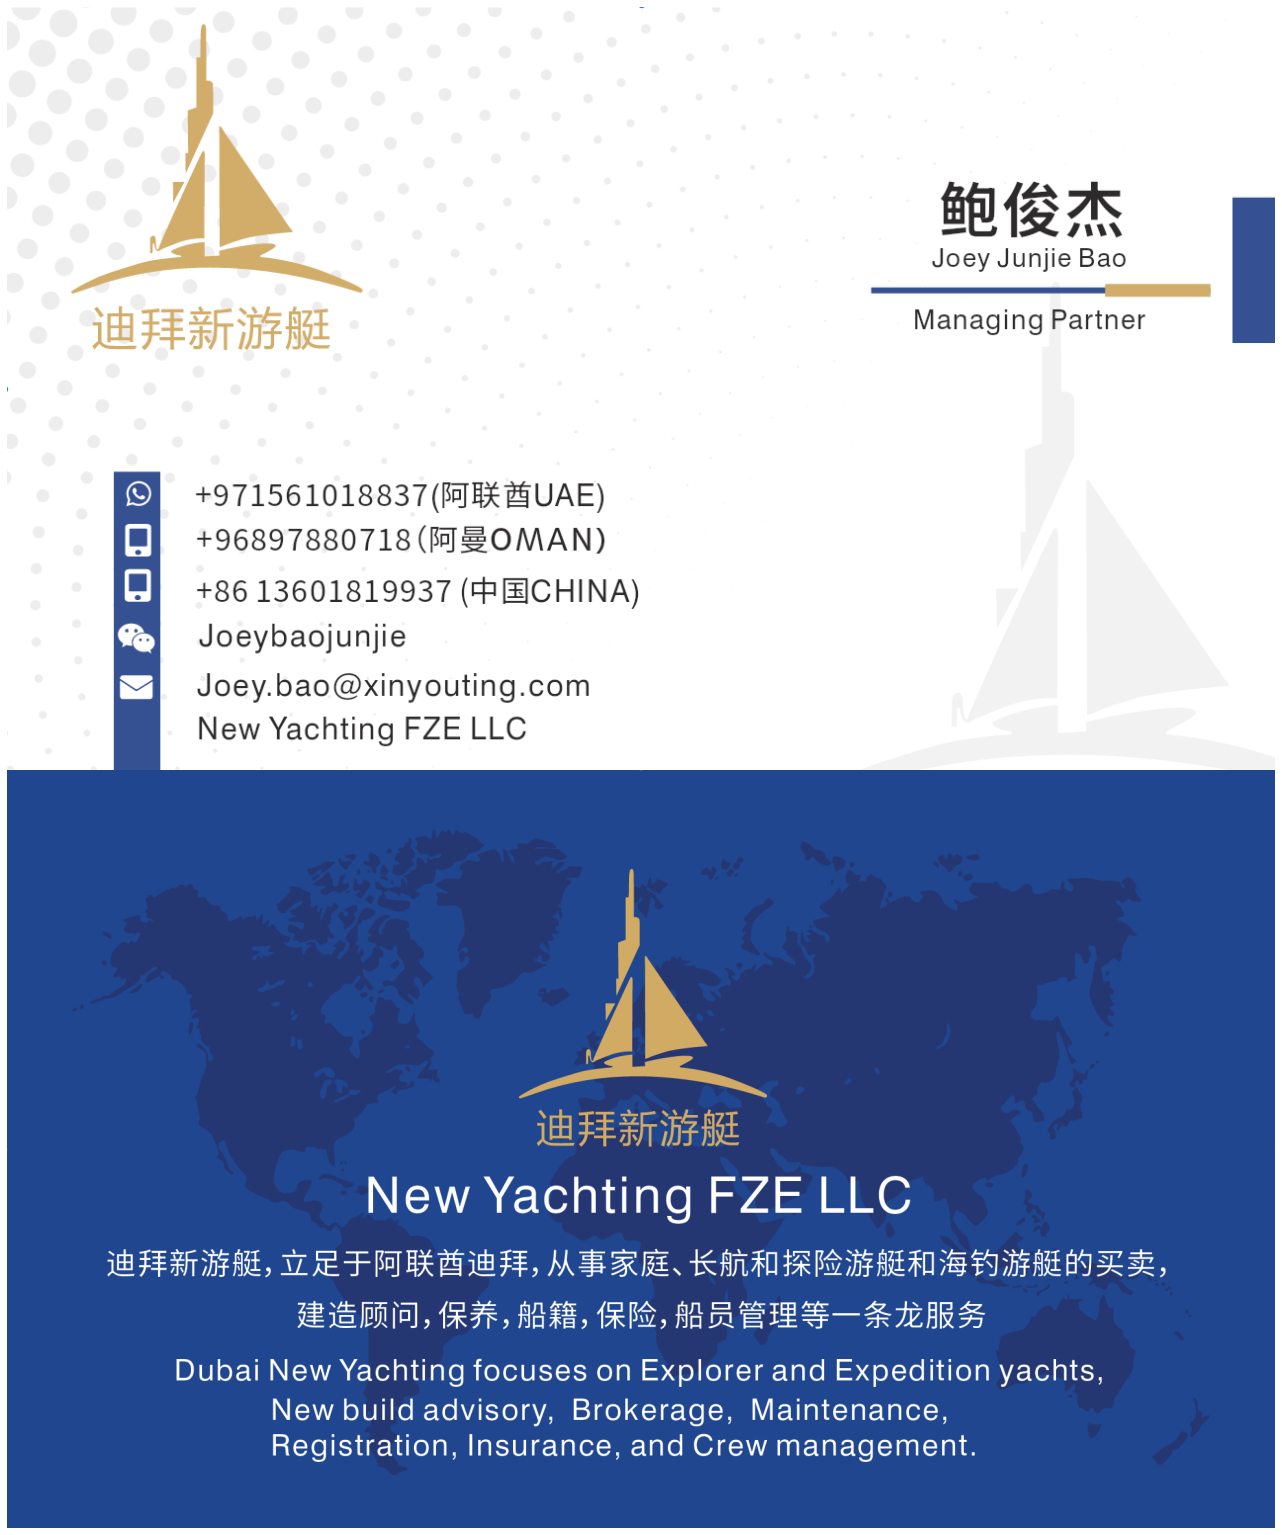 迪拜新游艇
鲍俊杰
Joey Junjie Bao
Managing Partner
+971561018837(阿联酋UAE)
+96897880718(阿曼OMAN)
+86 13601819937 (中国CHINA)
Joeybaojunjie
Joey.bao@xinyouting.com
New Yachting FZE LLC
迪拜新游艇
New Yachting FZE LLC
迪拜新游艇，立足于阿联酋迪拜，从事家庭、长航和探险游艇和海钓游艇的买卖，
建造顾问，保养，船籍，保险，船员管理等一条龙服务
Dubai New Yachting focuses on Explorer and Expedition yachts,
New build advisory, Brokerage, Maintenance,
Registration, Insurance, and Crew management.